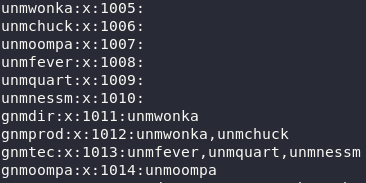 unmwonka:x:1005:
unmchuck:x:1006:
unmoompa:x:1007:
unmfever:x:1008:
unmquart:x:1009:
unmnessm:x:1010:
gnmdir:x:1011:unmwonka
gnmprod:x:1012:unmwonka,unmchuck
gnmtec:x:1013:unmfever,unmquart,unmnessm
gnmoompa:x:1014:unmoompa